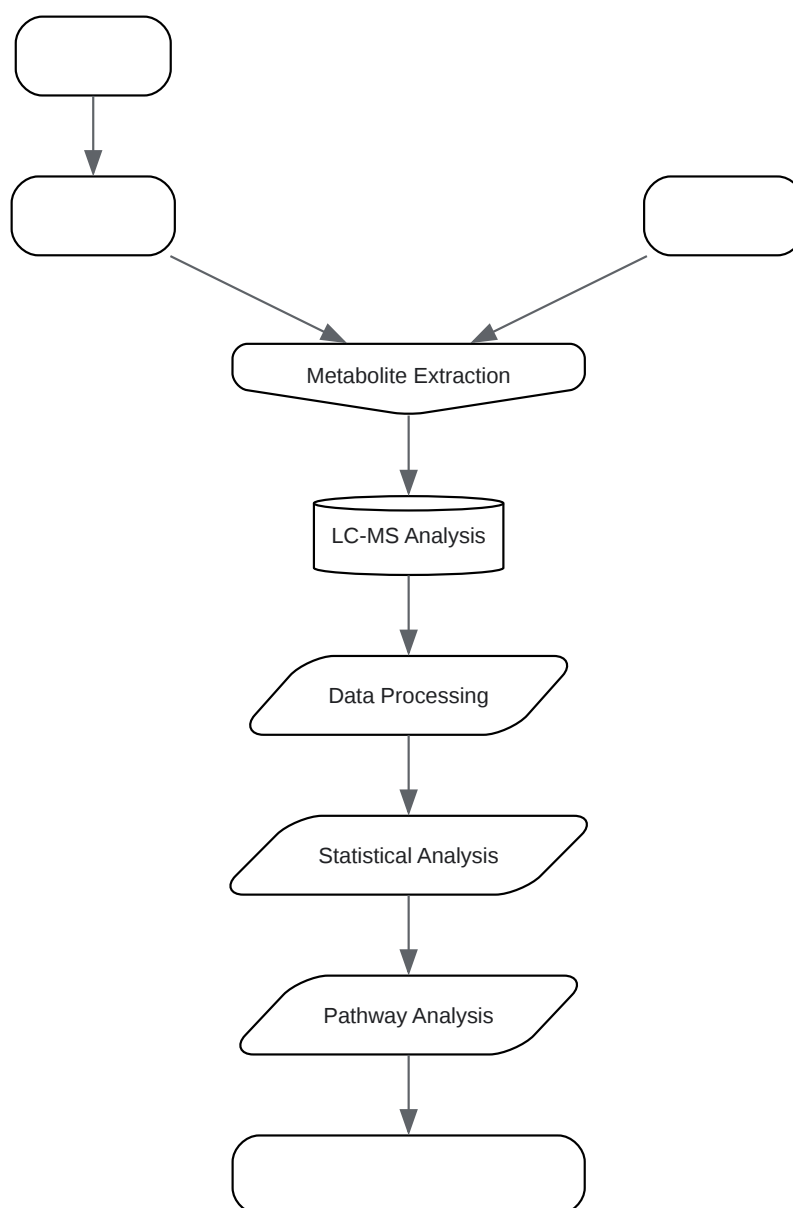 Metabolite Extraction
LC-MS Analysis
Data Processing
Statistical Analysis
Pathway Analysis